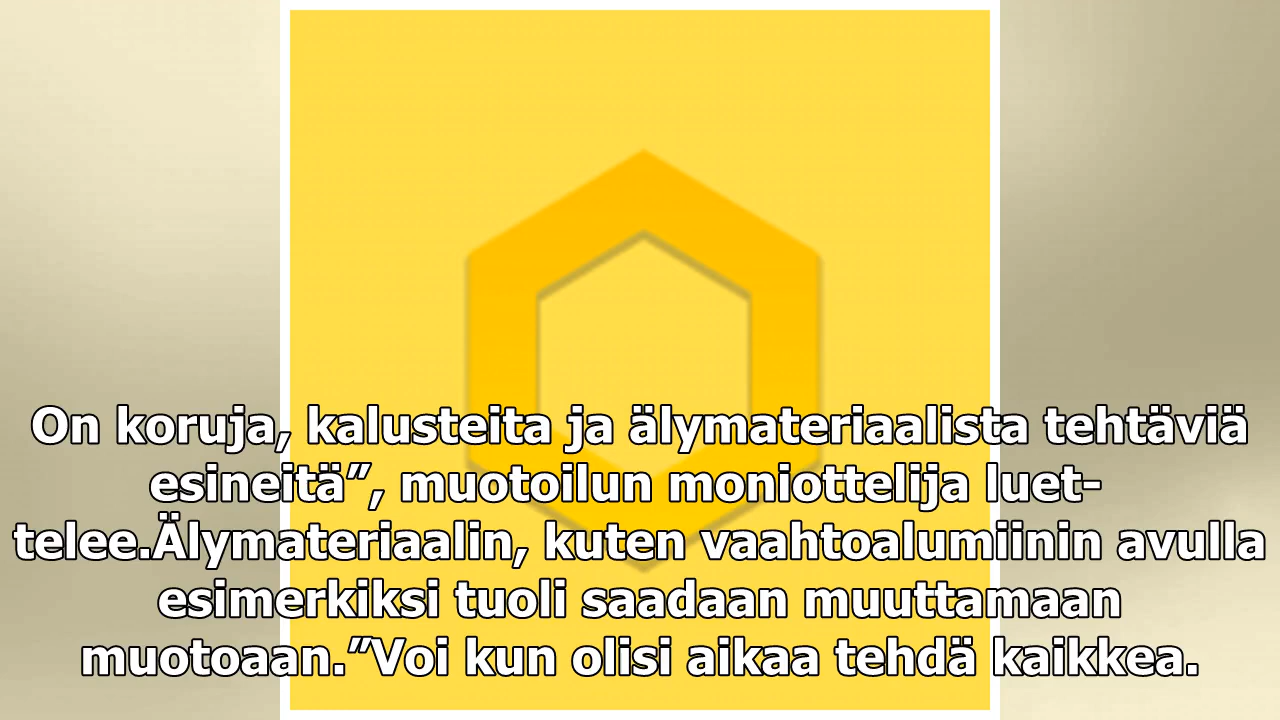 On koruja, kalusteita ja älymateriaalista tehtäviä
esineitä”, muotoilun moniottelija luet-
telee.Älymateriaalin, kuten vaahtoalumiinin avulla
esimerkiksi tuoli saadaan muuttamaan
muotoaan.”Voi kun olisi aikaa tehdä kaikkea.